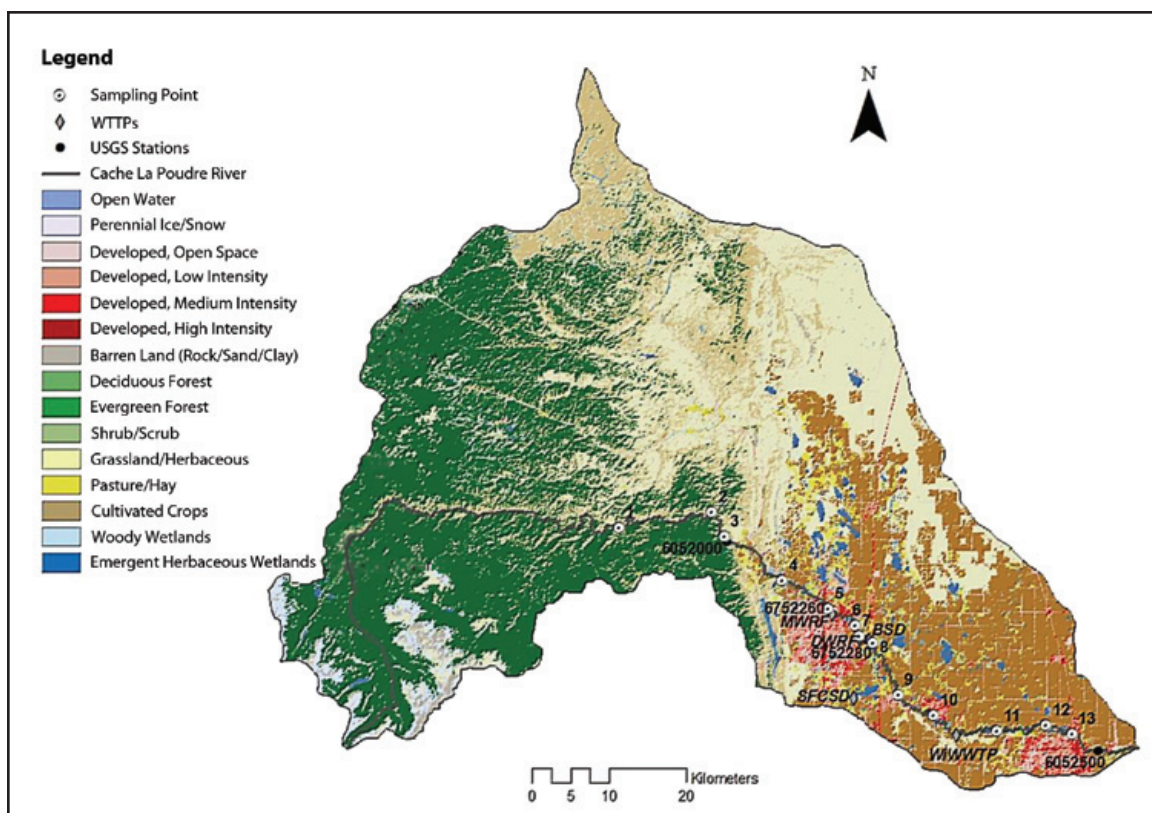 Legend
Sampling Point
WTTPs
USGS Stations
Cache La Poudre River
Open Water
Perennial Ice/Snow
Developed, Open Space
Developed, Low Intensity
Developed, Medium Intensity
Developed, High Intensity
Barren Land (Rock/Sand/Clay)
Deciduous Forest
Evergreen Forest
Shrub/Scrub
Grassland/Herbaceous
Pasture/Hay
Cultivated Crops
Woody Wetlands
Emergent Herbaceous Wetlands
N
1
2
3
6052000
4
5
6752260
6
MWRF
7
BSD
DWRF
8
6752280
9
SFCSD
10
11
12
13
WIWWTP
6052500
Kilometers
0 5 10 20